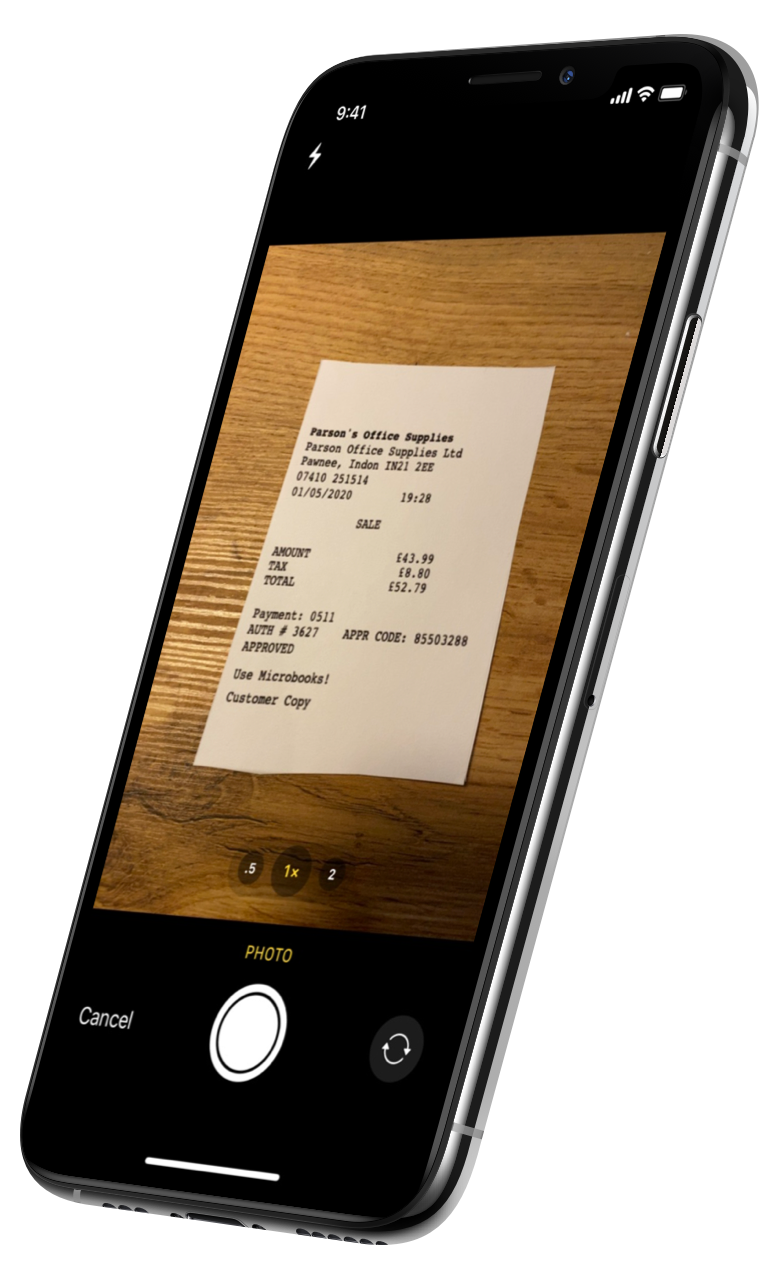 9:41
Parson's Office Supplies
Parson Office Supplies Ltd
Pawnee, Indon IN21 2EE
07410 251514
01/05/2020 19:28
SALE
AMOUNT £43.99
TAX £8.80
TOTAL £52.79
Payment: 0511
AUTH # 3627 APPR CODE: 85503288
APPROVED
Use Microbooks!
Customer Copy
.5 1× 2
PHOTO
Cancel